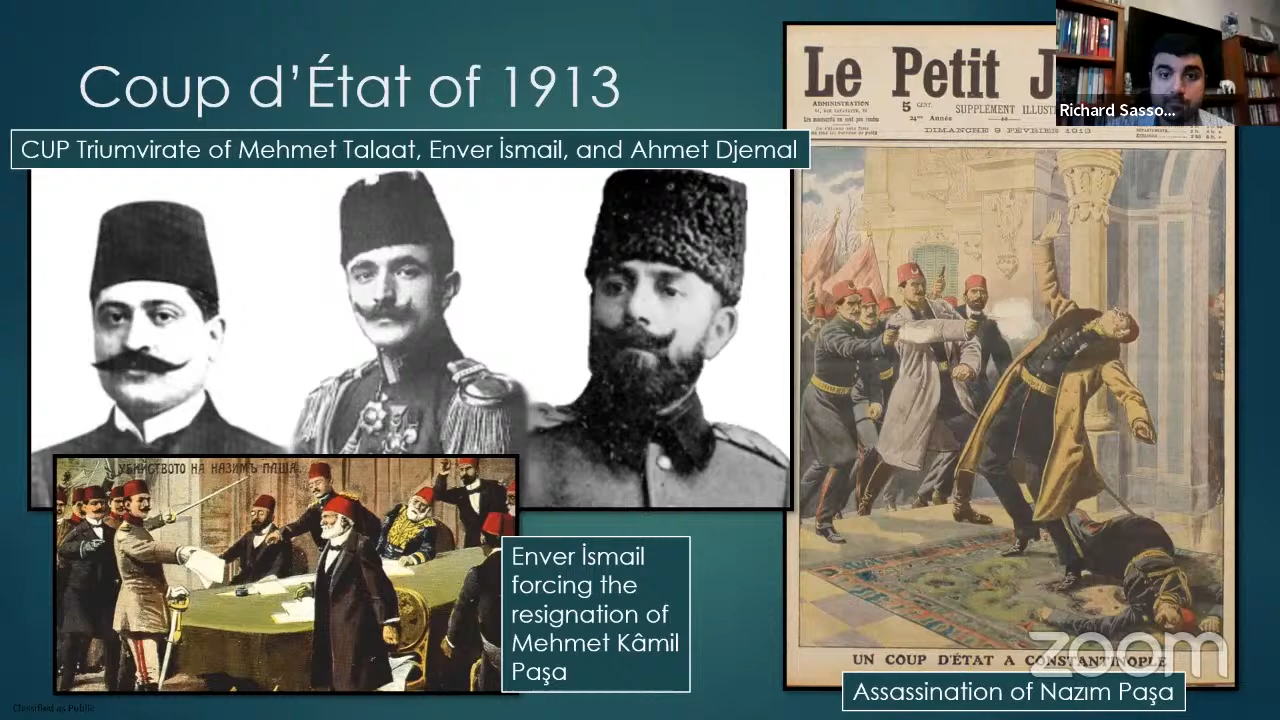 Coup d'État of 1913
CUP Triumvirate of Mehmet Talaat, Enver İsmail, and Ahmet Djemal
Le Petit J
ADMINISTRATION
5 CENT.
SUPPLÉMENT ILLUST
24me Année
DIMANCHE 9 FÉVRIER 1913
Richard Sasso...
УБИЙСТВОТО НА НАЗИМЪ ПАША.
Enver İsmail
forcing the
resignation of
Mehmet Kâmil
Paşa
UN COUP D'ÉTAT A CONSTANTINOPLE
zoom
Assassination of Nazım Paşa
Classified as Public